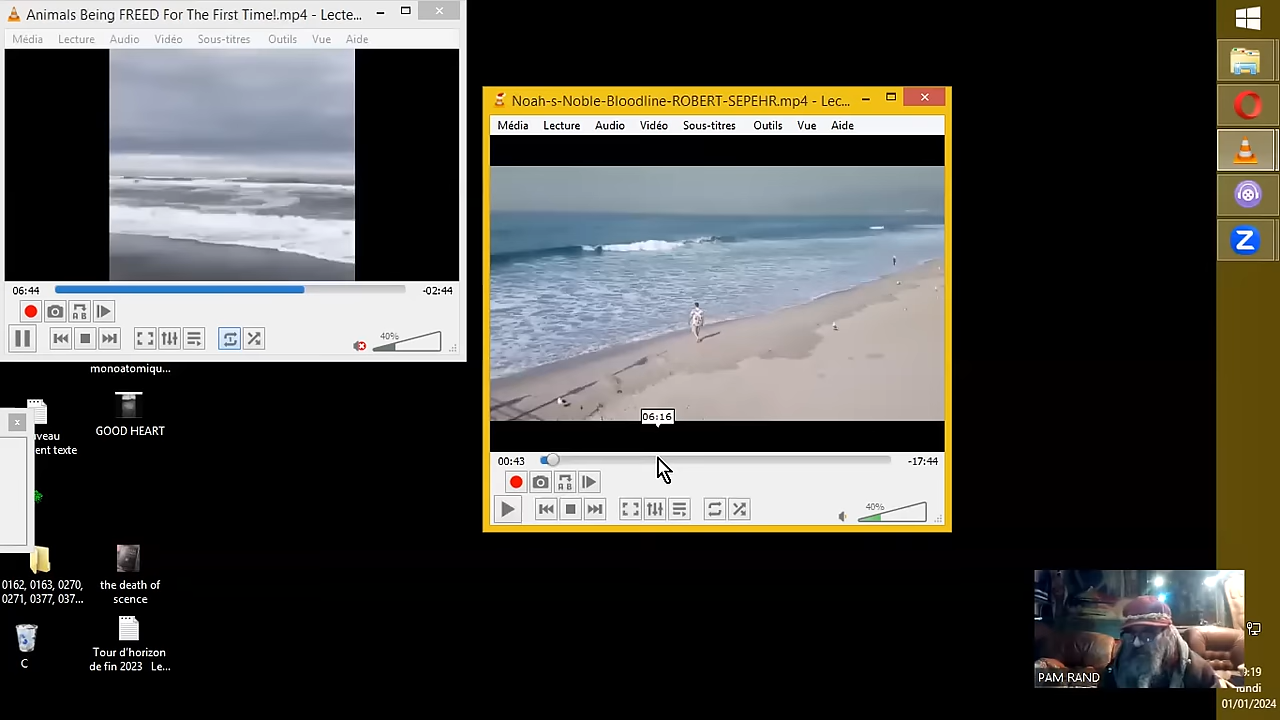 Animals Being FREED For The First Time!.mp4 - Lecte...
Média Lecture Audio Vidéo Sous-titres Outils Vue Aide
06:44 -02:44
40%
Noah-s-Noble-Bloodline-ROBERT-SEPEHR.mp4 - Lec...
Média Lecture Audio Vidéo Sous-titres Outils Vue Aide
06:16
00:43 -17:44
40%
monoatomiqu...
GOOD HEART
uveau
ent texte
0162, 0163, 0270,
0271, 0377, 037...
the death of
scence
C
Tour d'horizon
de fin 2023 Le...
PAM RAND
:19
lundi
01/01/2024